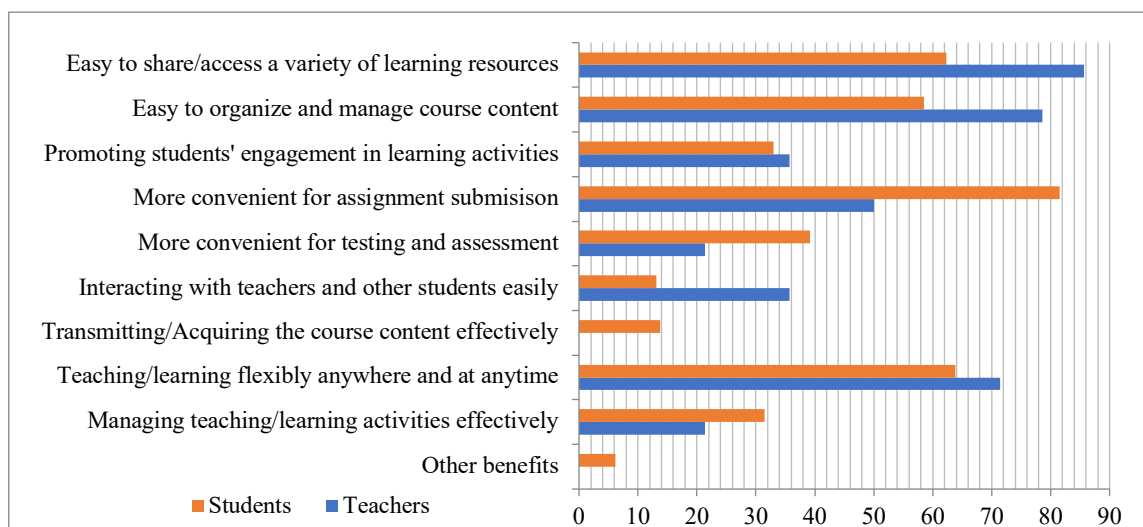 Easy to share/access a variety of learning resources
Easy to organize and manage course content
Promoting students' engagement in learning activities
More convenient for assignment submisison
More convenient for testing and assessment
Interacting with teachers and other students easily
Transmitting/Acquiring the course content effectively
Teaching/learning flexibly anywhere and at anytime
Managing teaching/learning activities effectively
Other benefits
Students Teachers
0 10 20 30 40 50 60 70 80 90